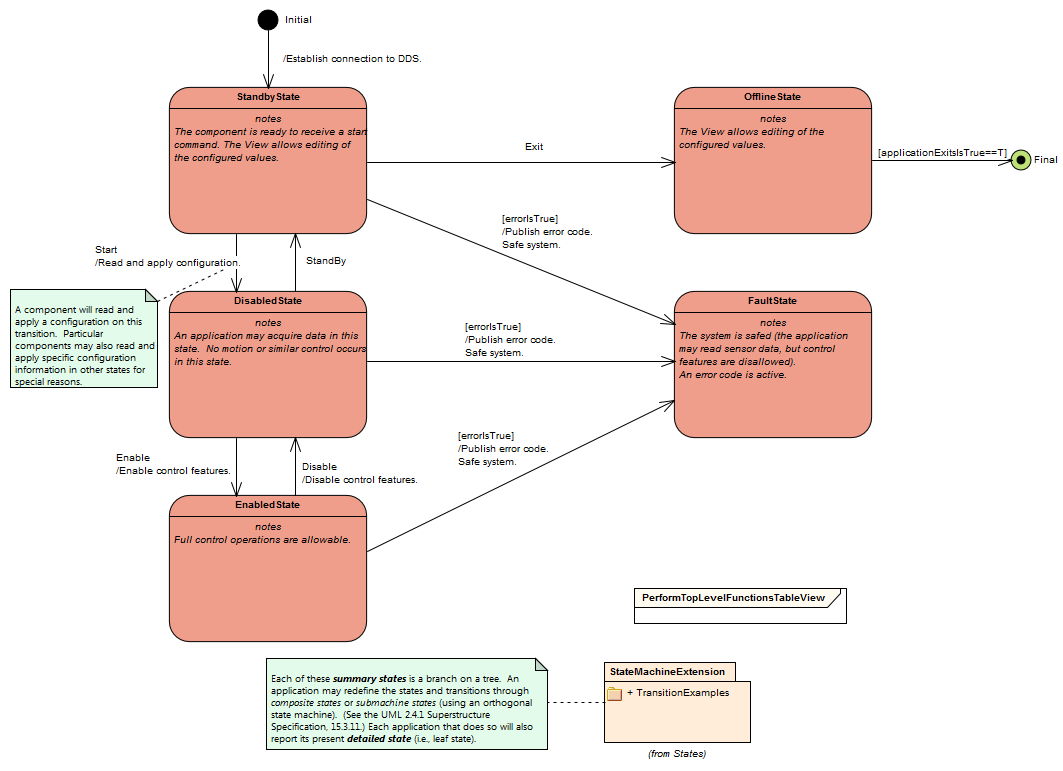 Initial
/Establish connection to DDS.
StandbyState
notes
The component is ready to receive a start
command. The View allows editing of
the configured values.
OfflineState
notes
The View allows editing of the
configured values.
Exit
[applicationExitsIsTrue==T]
Final
[errorIsTrue]
/Publish error code.
Safe system.
Start
/Read and apply configuration.
StandBy
A component will read and
apply a configuration on this
transition. Particular
components may also read and
apply specific configuration
information in other states for
special reasons.
DisabledState
notes
An application may acquire data in this
state. No motion or similar control occurs
in this state.
[errorIsTrue]
/Publish error code.
Safe system.
FaultState
notes
The system is safed (the application
may read sensor data, but control
features are disallowed).
An error code is active.
[errorIsTrue]
/Publish error code.
Safe system.
Enable
/Enable control features.
Disable
/Disable control features.
EnabledState
notes
Full control operations are allowable.
PerformTopLevelFunctionsTableView
Each of these summary states is a branch on a tree. An
application may redefine the states and transitions through
composite states or submachine states (using an orthogonal
state machine). (See the UML 2.4.1 Superstructure
Specification, 15.3.11.) Each application that does so will also
report its present detailed state (i.e., leaf state).
StateMachineExtension
+ TransitionExamples
(from States)